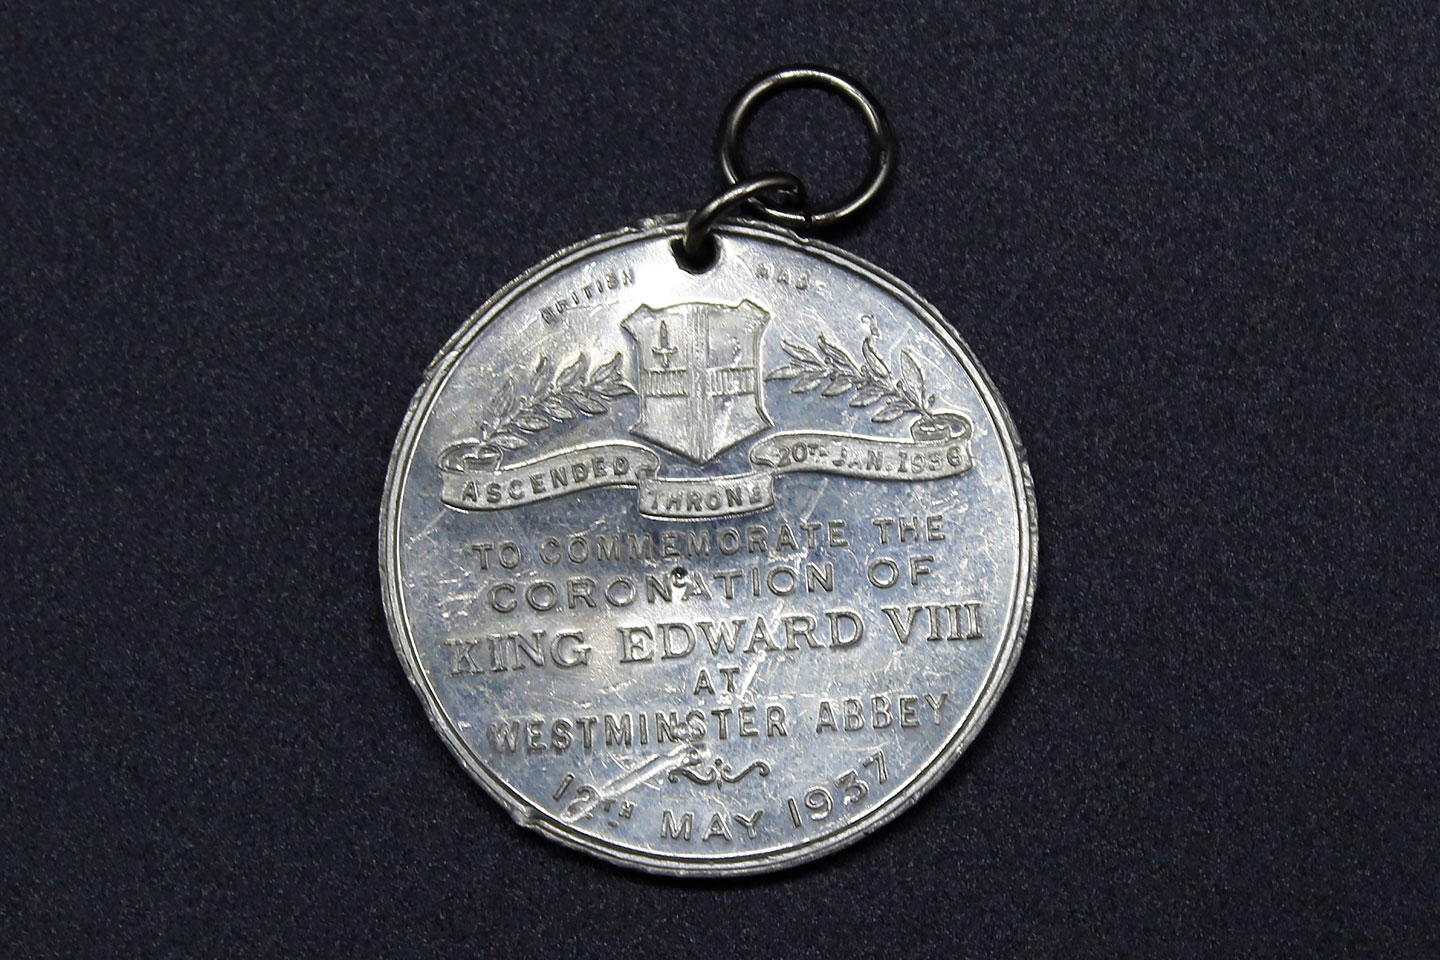 BRITISH MADE
ASCENDED THRONE 20TH JAN. 1936
TO COMMEMORATE THE
CORONATION OF
KING EDWARD VIII
AT
WESTMINSTER ABBEY
12TH MAY 1937